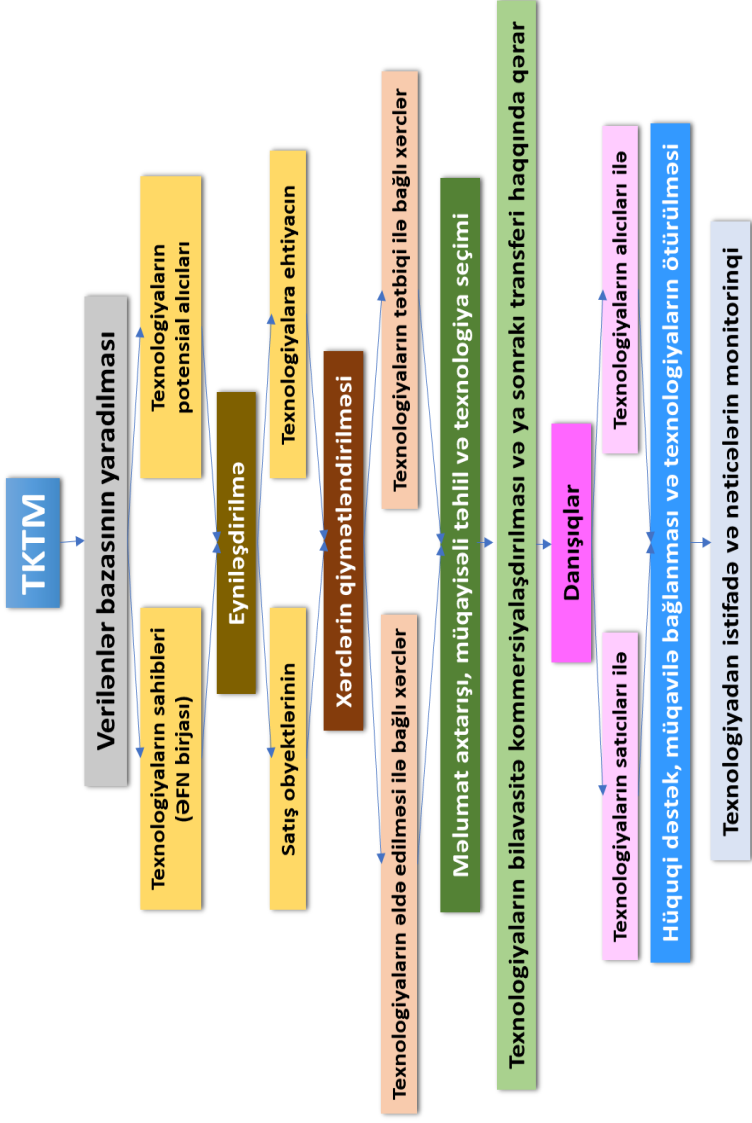 TKTM
Verilənlər bazasının yaradılması
Texnologiyaların sahibləri
(ƏFN birjası)
Texnologiyaların
potensial alıcıları
Eyniləşdirilmə
Satış obyektlərinin
Texnologiyalara ehtiyacın
Xərclərin qiymətləndirilməsi
Texnologiyaların əldə edilməsi ilə bağlı xərclər
Texnologiyaların tətbiqi ilə bağlı xərclər
Məlumat axtarışı, müqayisəli təhlil və texnologiya seçimi
Texnologiyaların bilavasitə kommersiyalaşdırılması və ya sonrakı transferi haqqında qərar
Danışıqlar
Texnologiyaların satıcıları ilə
Texnologiyaların alıcıları ilə
Hüquqi dəstək, müqavilə bağlanması və texnologiyaların ötürülməsi
Texnologiyadan istifadə və nəticələrin monitorinqi